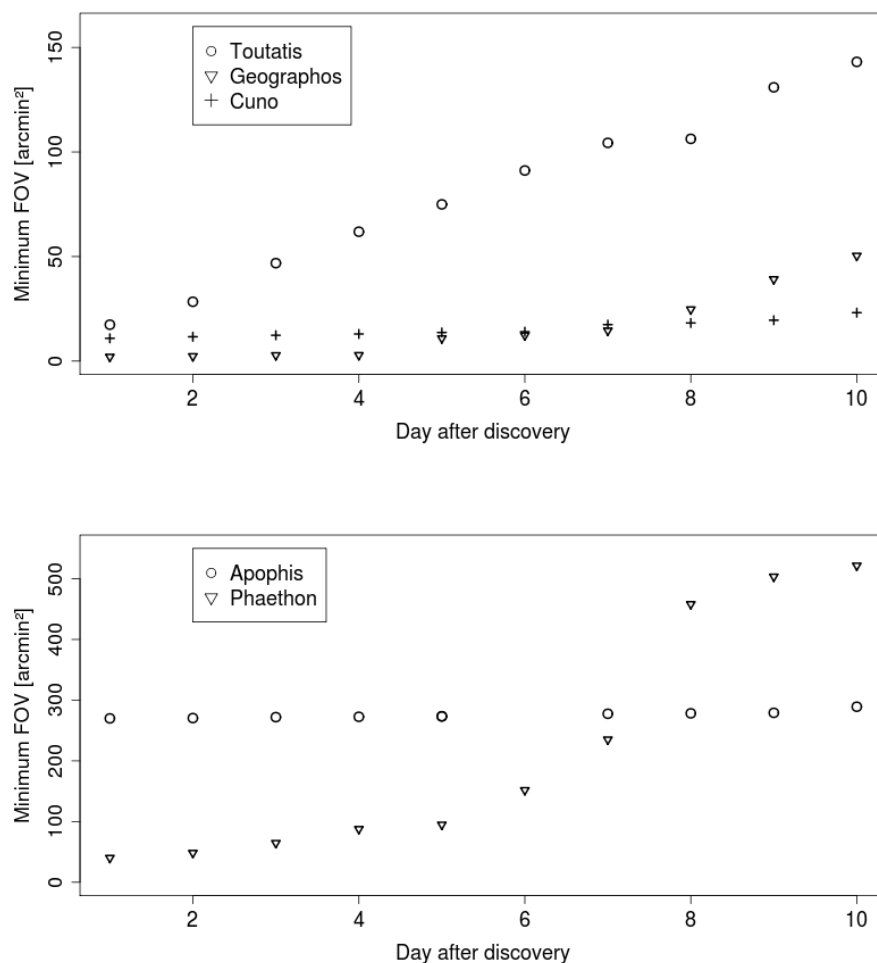 Minimum FOV [arcmin²]
0 50 100 150
Toutatis
Geographos
Cuno
2 4 6 8 10
Day after discovery
Minimum FOV [arcmin²]
0 100 200 300 400 500
Apophis
Phaethon
2 4 6 8 10
Day after discovery